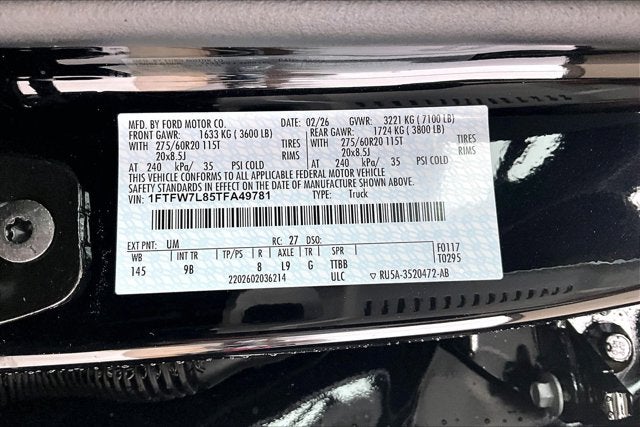 MFD. BY FORD MOTOR CO. 02/26 GVWR: 3221 KG ( 7100 LB)
FRONT GAWR: 1633 KG ( 3600 LB) REAR GAWR: 1724 KG ( 3800 LB)
WITH 275/60R20 115T TIRES WITH 275/60R20 115T TIRES
20x8.5J RIMS 20x8.5J RIMS
AT 240 kPa/ 35 PSI COLD AT 240 kPa/ 35 PSI COLD
THIS VEHICLE CONFORMS TO ALL APPLICABLE FEDERAL MOTOR VEHICLE
SAFETY STANDARDS IN EFFECT ON THE DATE OF MANUFACTURE SHOWN ABOVE.
VIN: 1FTFW7L85TFA49781 TYPE: Truck
EXT PNT: UM RC: 27 DSO:
WB INT TR TP/PS R AXLE TR SPR F0117
145 9B 8 L9 G TTBB T0295
2202602036214 ULC RU5A-3520472-AB